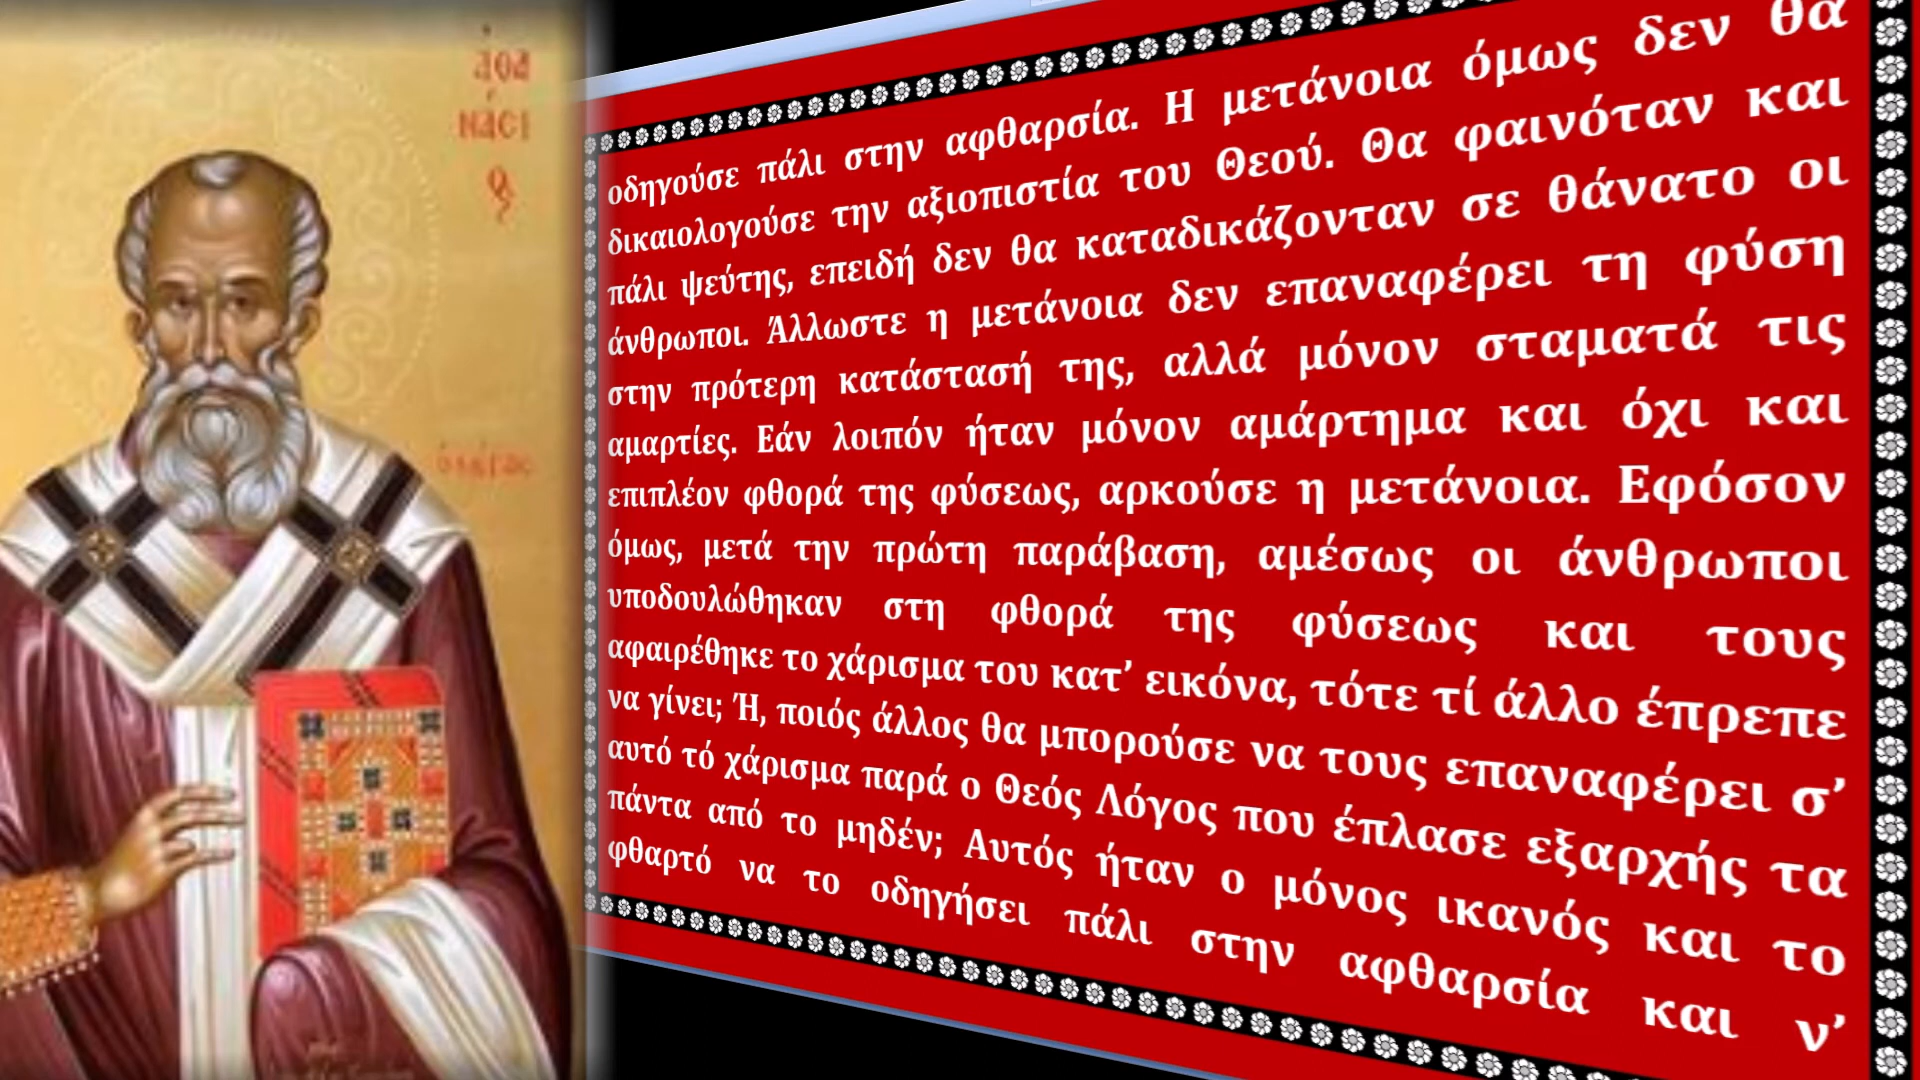 ΑΘΑ
ΝΑСΙ
Ος
οδηγούσε πάλι στην αφθαρσία. Η μετάνοια όμως δεν θα
δικαιολογούσε την αξιοπιστία του Θεού. Θα φαινόταν και
πάλι ψεύτης, επειδή δεν θα καταδικάζονταν σε θάνατο οι
άνθρωποι. Άλλωστε η μετάνοια δεν επαναφέρει τη φύση
στην πρότερη κατάστασή της, αλλά μόνον σταματά τις
αμαρτίες. Εάν λοιπόν ήταν μόνον αμάρτημα και όχι και
επιπλέον φθορά της φύσεως, αρκούσε η μετάνοια. Εφόσον
όμως, μετά την πρώτη παράβαση, αμέσως οι άνθρωποι
υποδουλώθηκαν στη φθορά της φύσεως και τους
αφαιρέθηκε το χάρισμα του κατ’ εικόνα, τότε τί άλλο έπρεπε
να γίνει; Ή, ποιός άλλος θα μπορούσε να τους επαναφέρει σ’
αυτό τό χάρισμα παρά ο Θεός Λόγος που έπλασε εξαρχής τα
πάντα από το μηδέν; Αυτός ήταν ο μόνος ικανός και το
φθαρτό να το οδηγήσει πάλι στην αφθαρσία και ν’